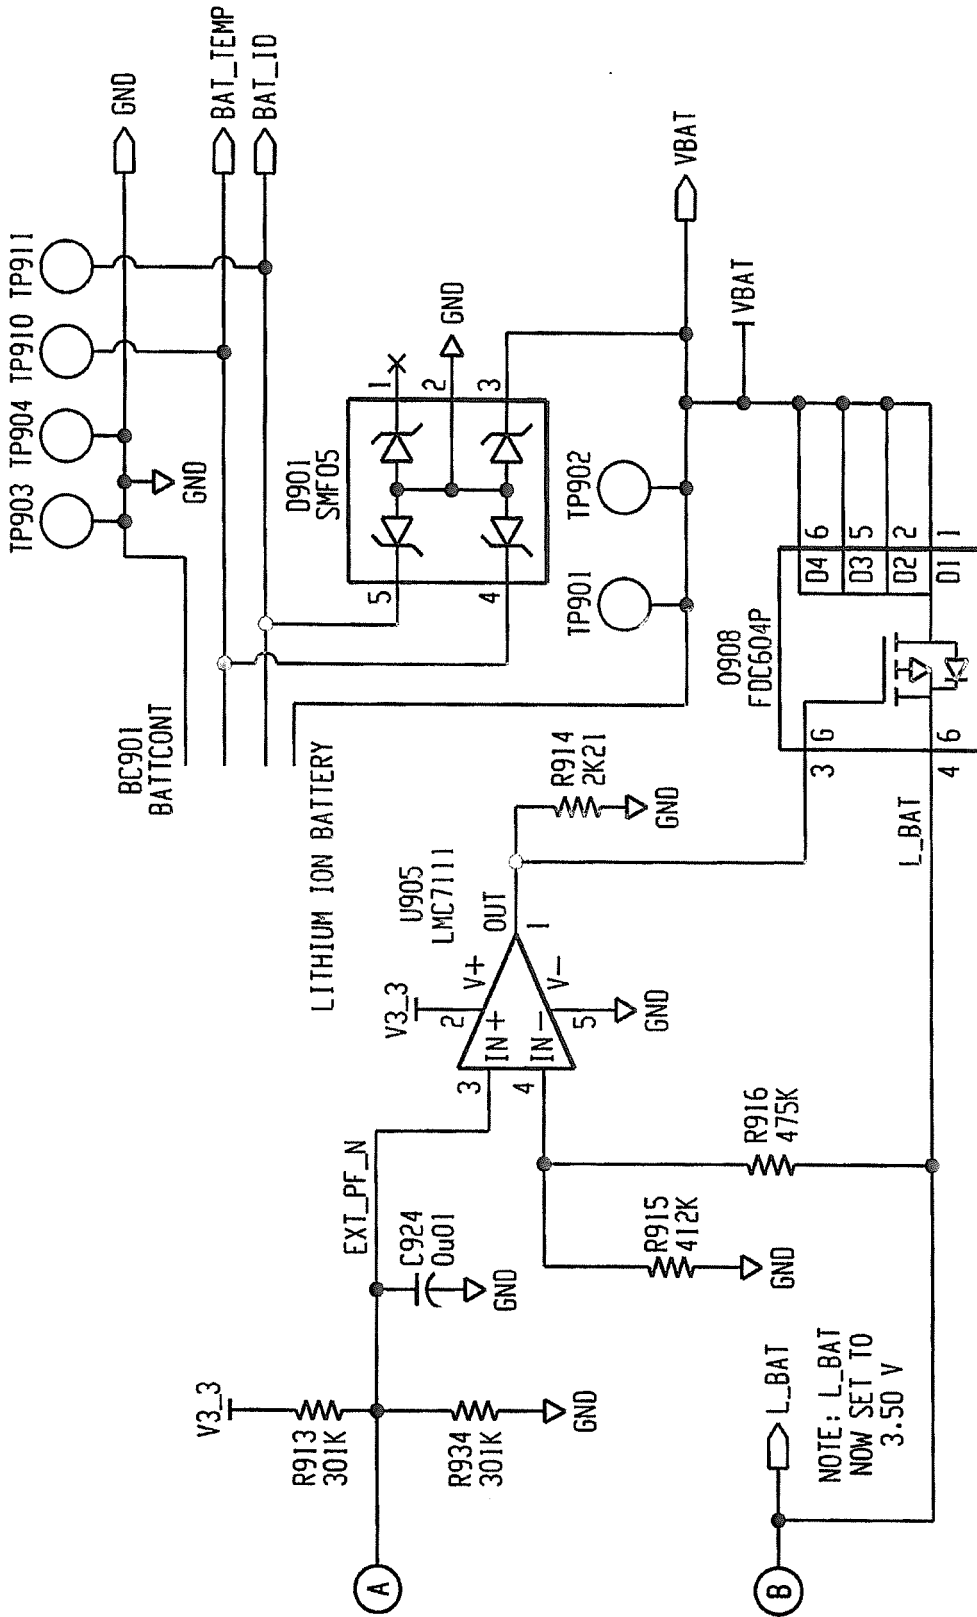 TP903
TP904
TP910
TP911
GND
BAT_TEMP
BAT_ID
GND
BC901
BATTCONT
LITHIUM ION BATTERY
D901
SMF05
5
4
1
2
3
GND
TP901
TP902
VBAT
VBAT
V3_3
R913
301K
R934
301K
GND
A
EXT_PF_N
C924
0u01
GND
U905
LMC7111
V3_3
2
V+
3
IN+
4
IN-
OUT
1
V-
5
GND
R914
2K21
GND
R915
412K
GND
R916
475K
Q908
FDC604P
3
G
4
6
D4
6
D3
5
D2
2
D1
1
L_BAT
B
L_BAT
NOTE: L_BAT
NOW SET TO
3.50 V